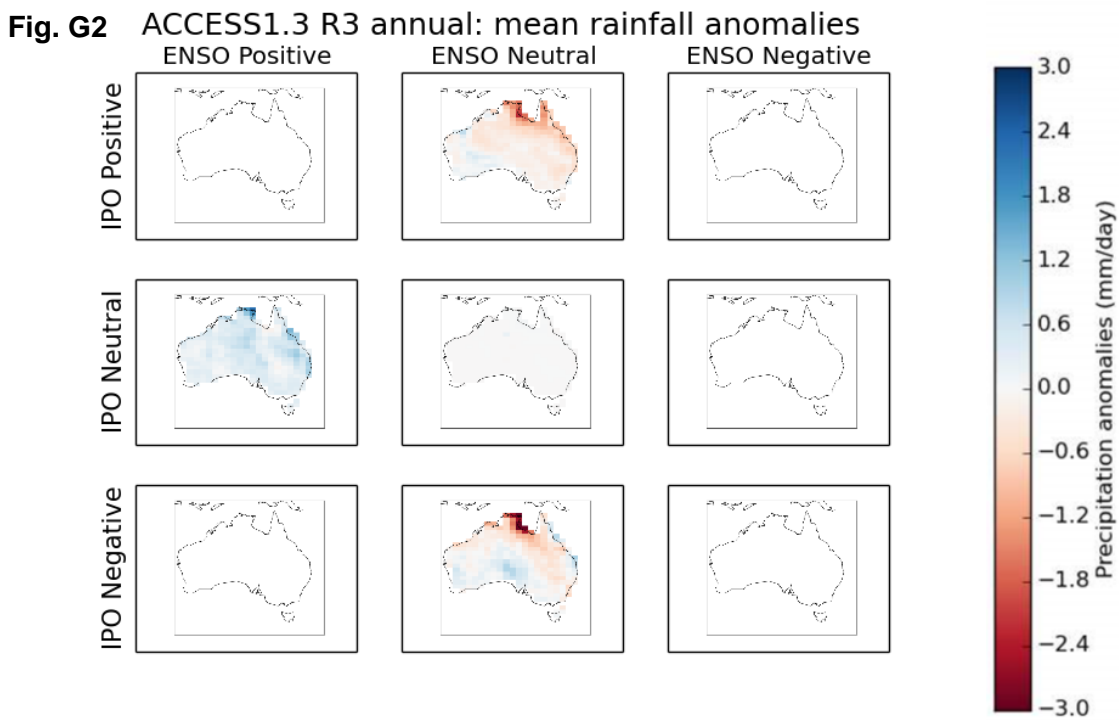 Fig. G2 ACCESS1.3 R3 annual: mean rainfall anomalies
ENSO Positive ENSO Neutral ENSO Negative
IPO Positive
IPO Neutral
IPO Negative
3.0
2.4
1.8
1.2
0.6
0.0
−0.6
−1.2
−1.8
−2.4
−3.0
Precipitation anomalies (mm/day)